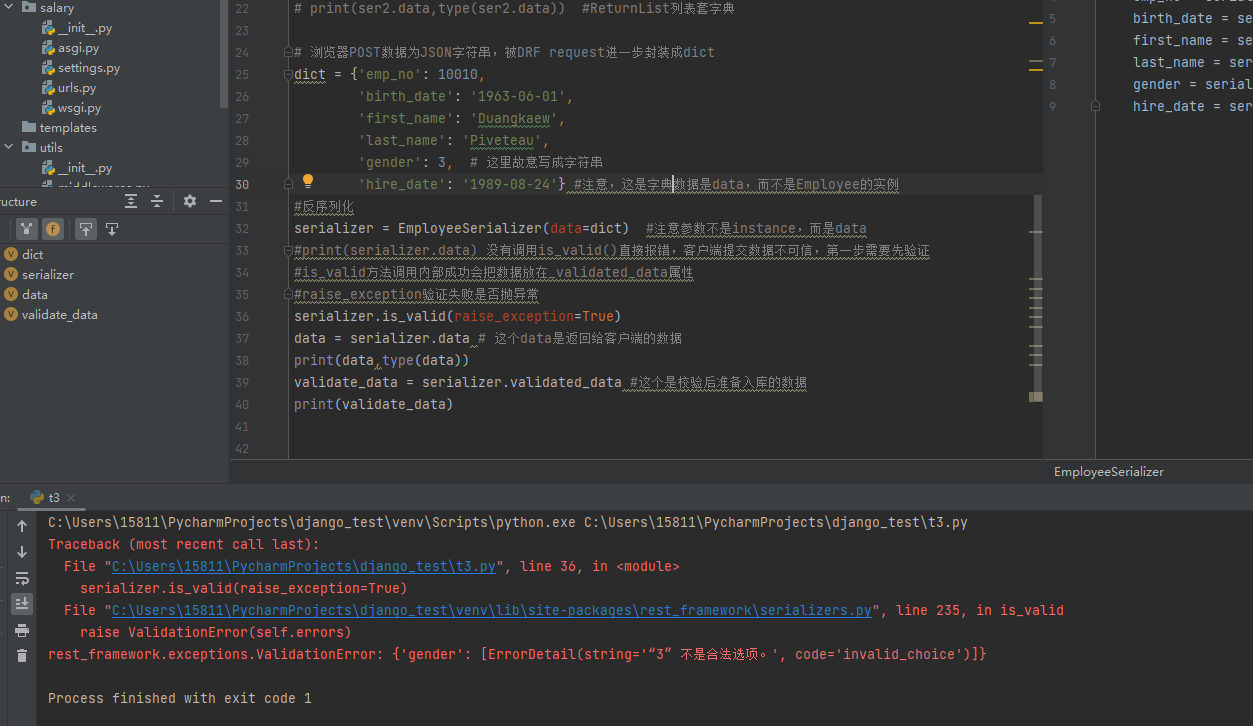 salary
__init__.py
asgi.py
settings.py
urls.py
wsgi.py
templates
utils
__init__.py
middlewares.py
ructure
dict
serializer
data
validate_data
22 # print(ser2.data,type(ser2.data))  #ReturnList列表套字典
23
24 # 浏览器POST数据为JSON字符串，被DRF request进一步封装成dict
25 dict = {'emp_no': 10010,
26 'birth_date': '1963-06-01',
27 'first_name': 'Duangkaew',
28 'last_name': 'Piveteau',
29 'gender': 3,  # 这里故意写成字符串
30 'hire_date': '1989-08-24'} #注意，这是字典数据是data，而不是Employee的实例
31 #反序列化
32 serializer = EmployeeSerializer(data=dict)  #注意参数不是instance，而是data
33 #print(serializer.data) 没有调用is_valid()直接报错，客户端提交数据不可信，第一步需要先验证
34 #is_valid方法调用内部成功会把数据放在_validated_data属性
35 #raise_exception验证失败是否抛异常
36 serializer.is_valid(raise_exception=True)
37 data = serializer.data # 这个data是返回给客户端的数据
38 print(data,type(data))
39 validate_data = serializer.validated_data #这个是校验后准备入库的数据
40 print(validate_data)
41
42
5 birth_date = se
6 first_name = se
7 last_name = ser
8 gender = serial
9 hire_date = ser
EmployeeSerializer
n: t3
C:\Users\15811\PycharmProjects\django_test\venv\Scripts\python.exe C:\Users\15811\PycharmProjects\django_test\t3.py
Traceback (most recent call last):
File "C:\Users\15811\PycharmProjects\django_test\t3.py", line 36, in <module>
serializer.is_valid(raise_exception=True)
File "C:\Users\15811\PycharmProjects\django_test\venv\lib\site-packages\rest_framework\serializers.py", line 235, in is_valid
raise ValidationError(self.errors)
rest_framework.exceptions.ValidationError: {'gender': [ErrorDetail(string='“3” 不是合法选项。', code='invalid_choice')]}
Process finished with exit code 1